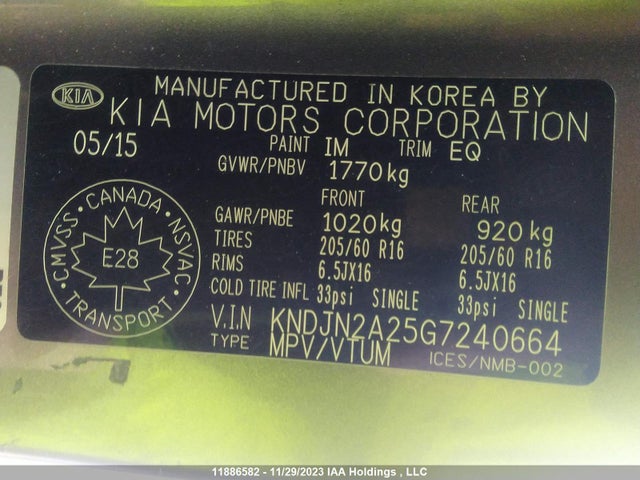 KIA
MANUFACTURED IN KOREA BY
KIA MOTORS CORPORATION
05/15 PAINT IM TRIM EQ
GVWR/PNBV 1770kg
FRONT REAR
GAWR/PNBE 1020kg 920kg
TIRES 205/60 R16 205/60 R16
RIMS 6.5JX16 6.5JX16
COLD TIRE INFL 33psi SINGLE 33psi SINGLE
V.I.N KNDJN2A25G7240664
TYPE MPV/VTUM ICES/NMB-002
CMVSS • CANADA • NSVAC • TRANSPORT •
E28
11886582 - 11/29/2023 IAA Holdings , LLC